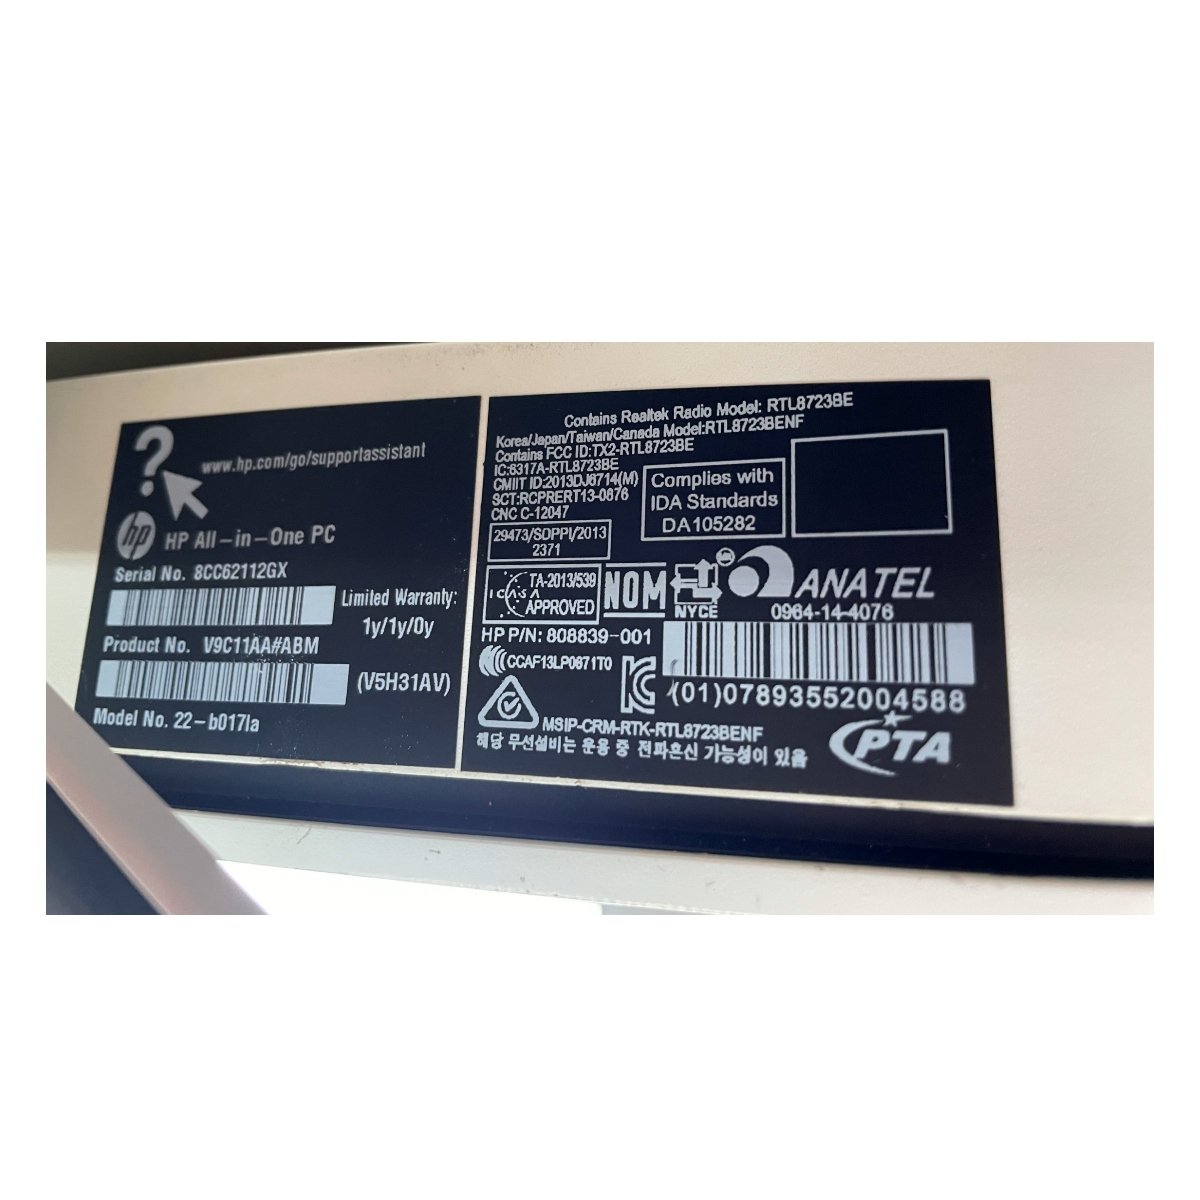 ?
www.hp.com/go/supportassistant
hp
HP All-in-One PC
Serial No. 8CC62112GX
Limited Warranty:
1y/1y/0y
Product No. V9C11AA#ABM
(V5H31AV)
Model No. 22-b017la
Contains Realtek Radio Model: RTL8723BE
Korea/Japan/Taiwan/Canada Model:RTL8723BENF
Contains FCC ID:TX2-RTL8723BE
IC:6317A-RTL8723BE
CMIIT ID:2013DJ6714(M)
SCT:RCPRERT13-0876
CNC C-12047
Complies with
IDA Standards
DA105282
29473/SDPPI/2013
2371
ICASA
TA-2013/539
APPROVED
NOM
NYCE
ANATEL
0964-14-4076
HP P/N: 808839-001
CCAF13LP0671T0
(01)07893552004588
MSIP-CRM-RTK-RTL8723BENF
해당 무선설비는 운용 중 전파혼신 가능성이 있음
PTA